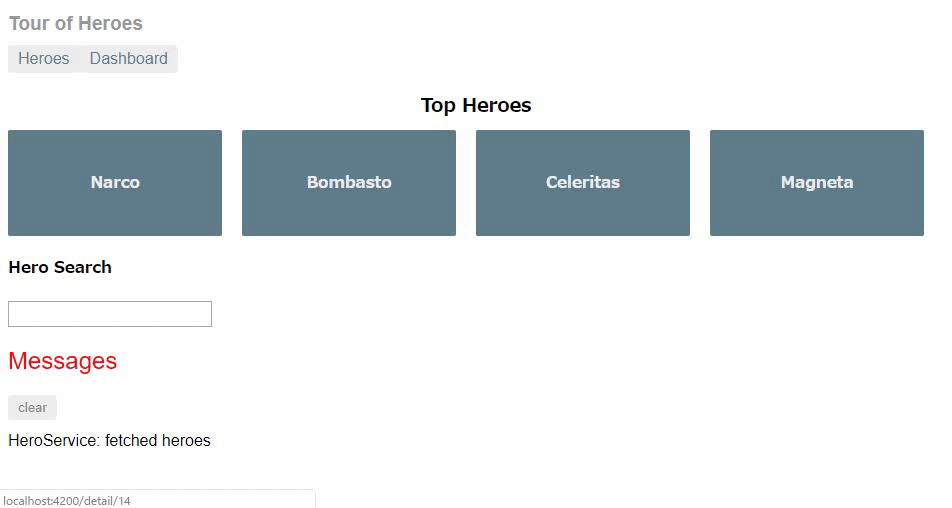 Tour of Heroes
Heroes Dashboard
Top Heroes
Narco Bombasto Celeritas Magneta
Hero Search
Messages
clear
HeroService: fetched heroes
localhost:4200/detail/14